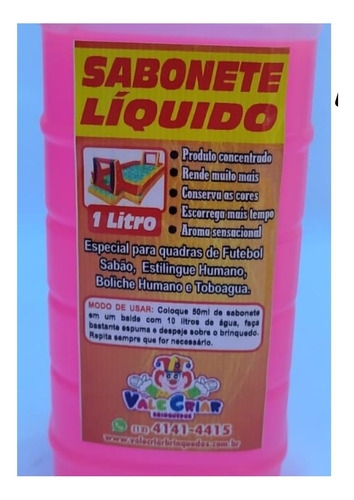 SABONETE
LÍQUIDO
1 Litro
• Produto concentrado
• Rende muito mais
• Conserva as cores
• Escorrega mais tempo
• Aroma sensacional
Especial para quadras de Futebol
Sabão, Estilingue Humano,
Boliche Humano e Toboagua.
MODO DE USAR: Coloque 50ml de sabonete
em um balde com 10 litros de água, faça
bastante espuma e despeje sobre o brinquedo.
Repita sempre que for necessário.
VALE CRIAR
BRINQUEDOS
4141-4415
www.valecriarbrinquedos.com.br